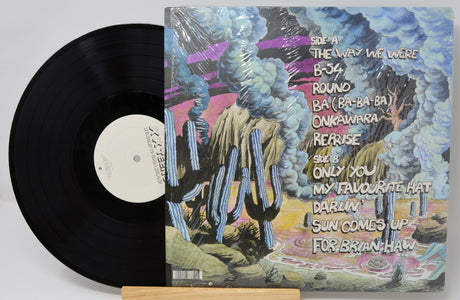 SIDE A
THE WAY WE WERE
B-54
ROUND
BA (BA-BA-BA)
ONKAWARA
REPRISE
SIDE B
ONLY YOU
MY FAVOURITE HAT
DARLIN'
SUN COMES UP
FOR BRIAN HAW